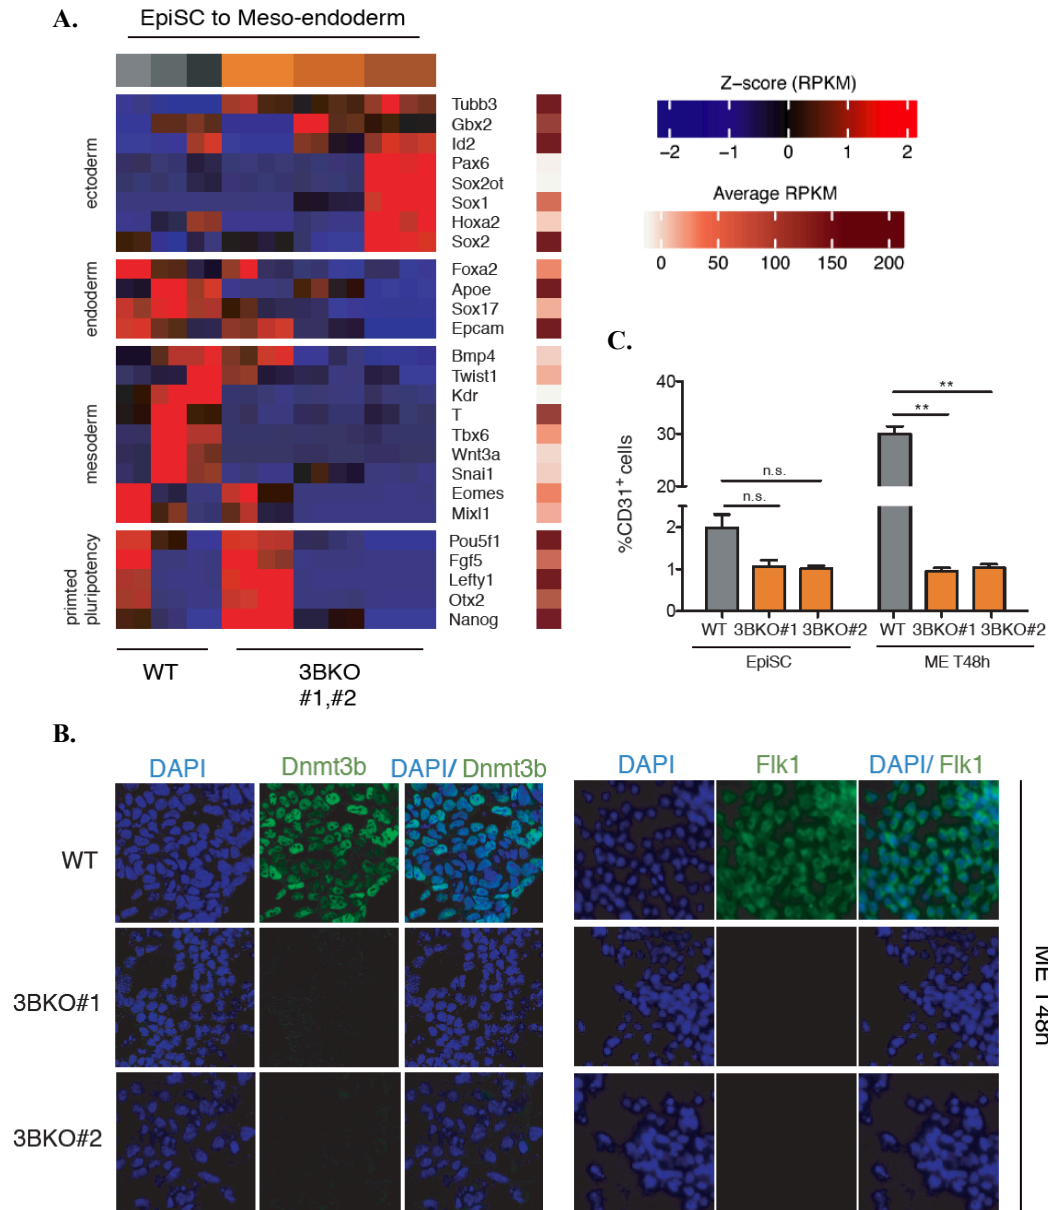 A.
EpiSC to Meso-endoderm
ectoderm
Tubb3
Gbx2
Id2
Pax6
Sox2ot
Sox1
Hoxa2
Sox2
endoderm
Foxa2
Apoe
Sox17
Epcam
mesoderm
Bmp4
Twist1
Kdr
T
Tbx6
Wnt3a
Snai1
Eomes
Mixl1
primted
pluripotency
Pou5f1
Fgf5
Lefty1
Otx2
Nanog
WT
3BKO
#1,#2
Z−score (RPKM)
−2 −1 0 1 2
Average RPKM
0 50 100 150 200
C.
%CD31+ cells
40
30
20
2
1
0
n.s.
n.s.
**
**
WT 3BKO#1 3BKO#2 WT 3BKO#1 3BKO#2
EpiSC ME T48h
B.
DAPI Dnmt3b DAPI/ Dnmt3b DAPI Flk1 DAPI/ Flk1
WT
3BKO#1
3BKO#2
ME T48h